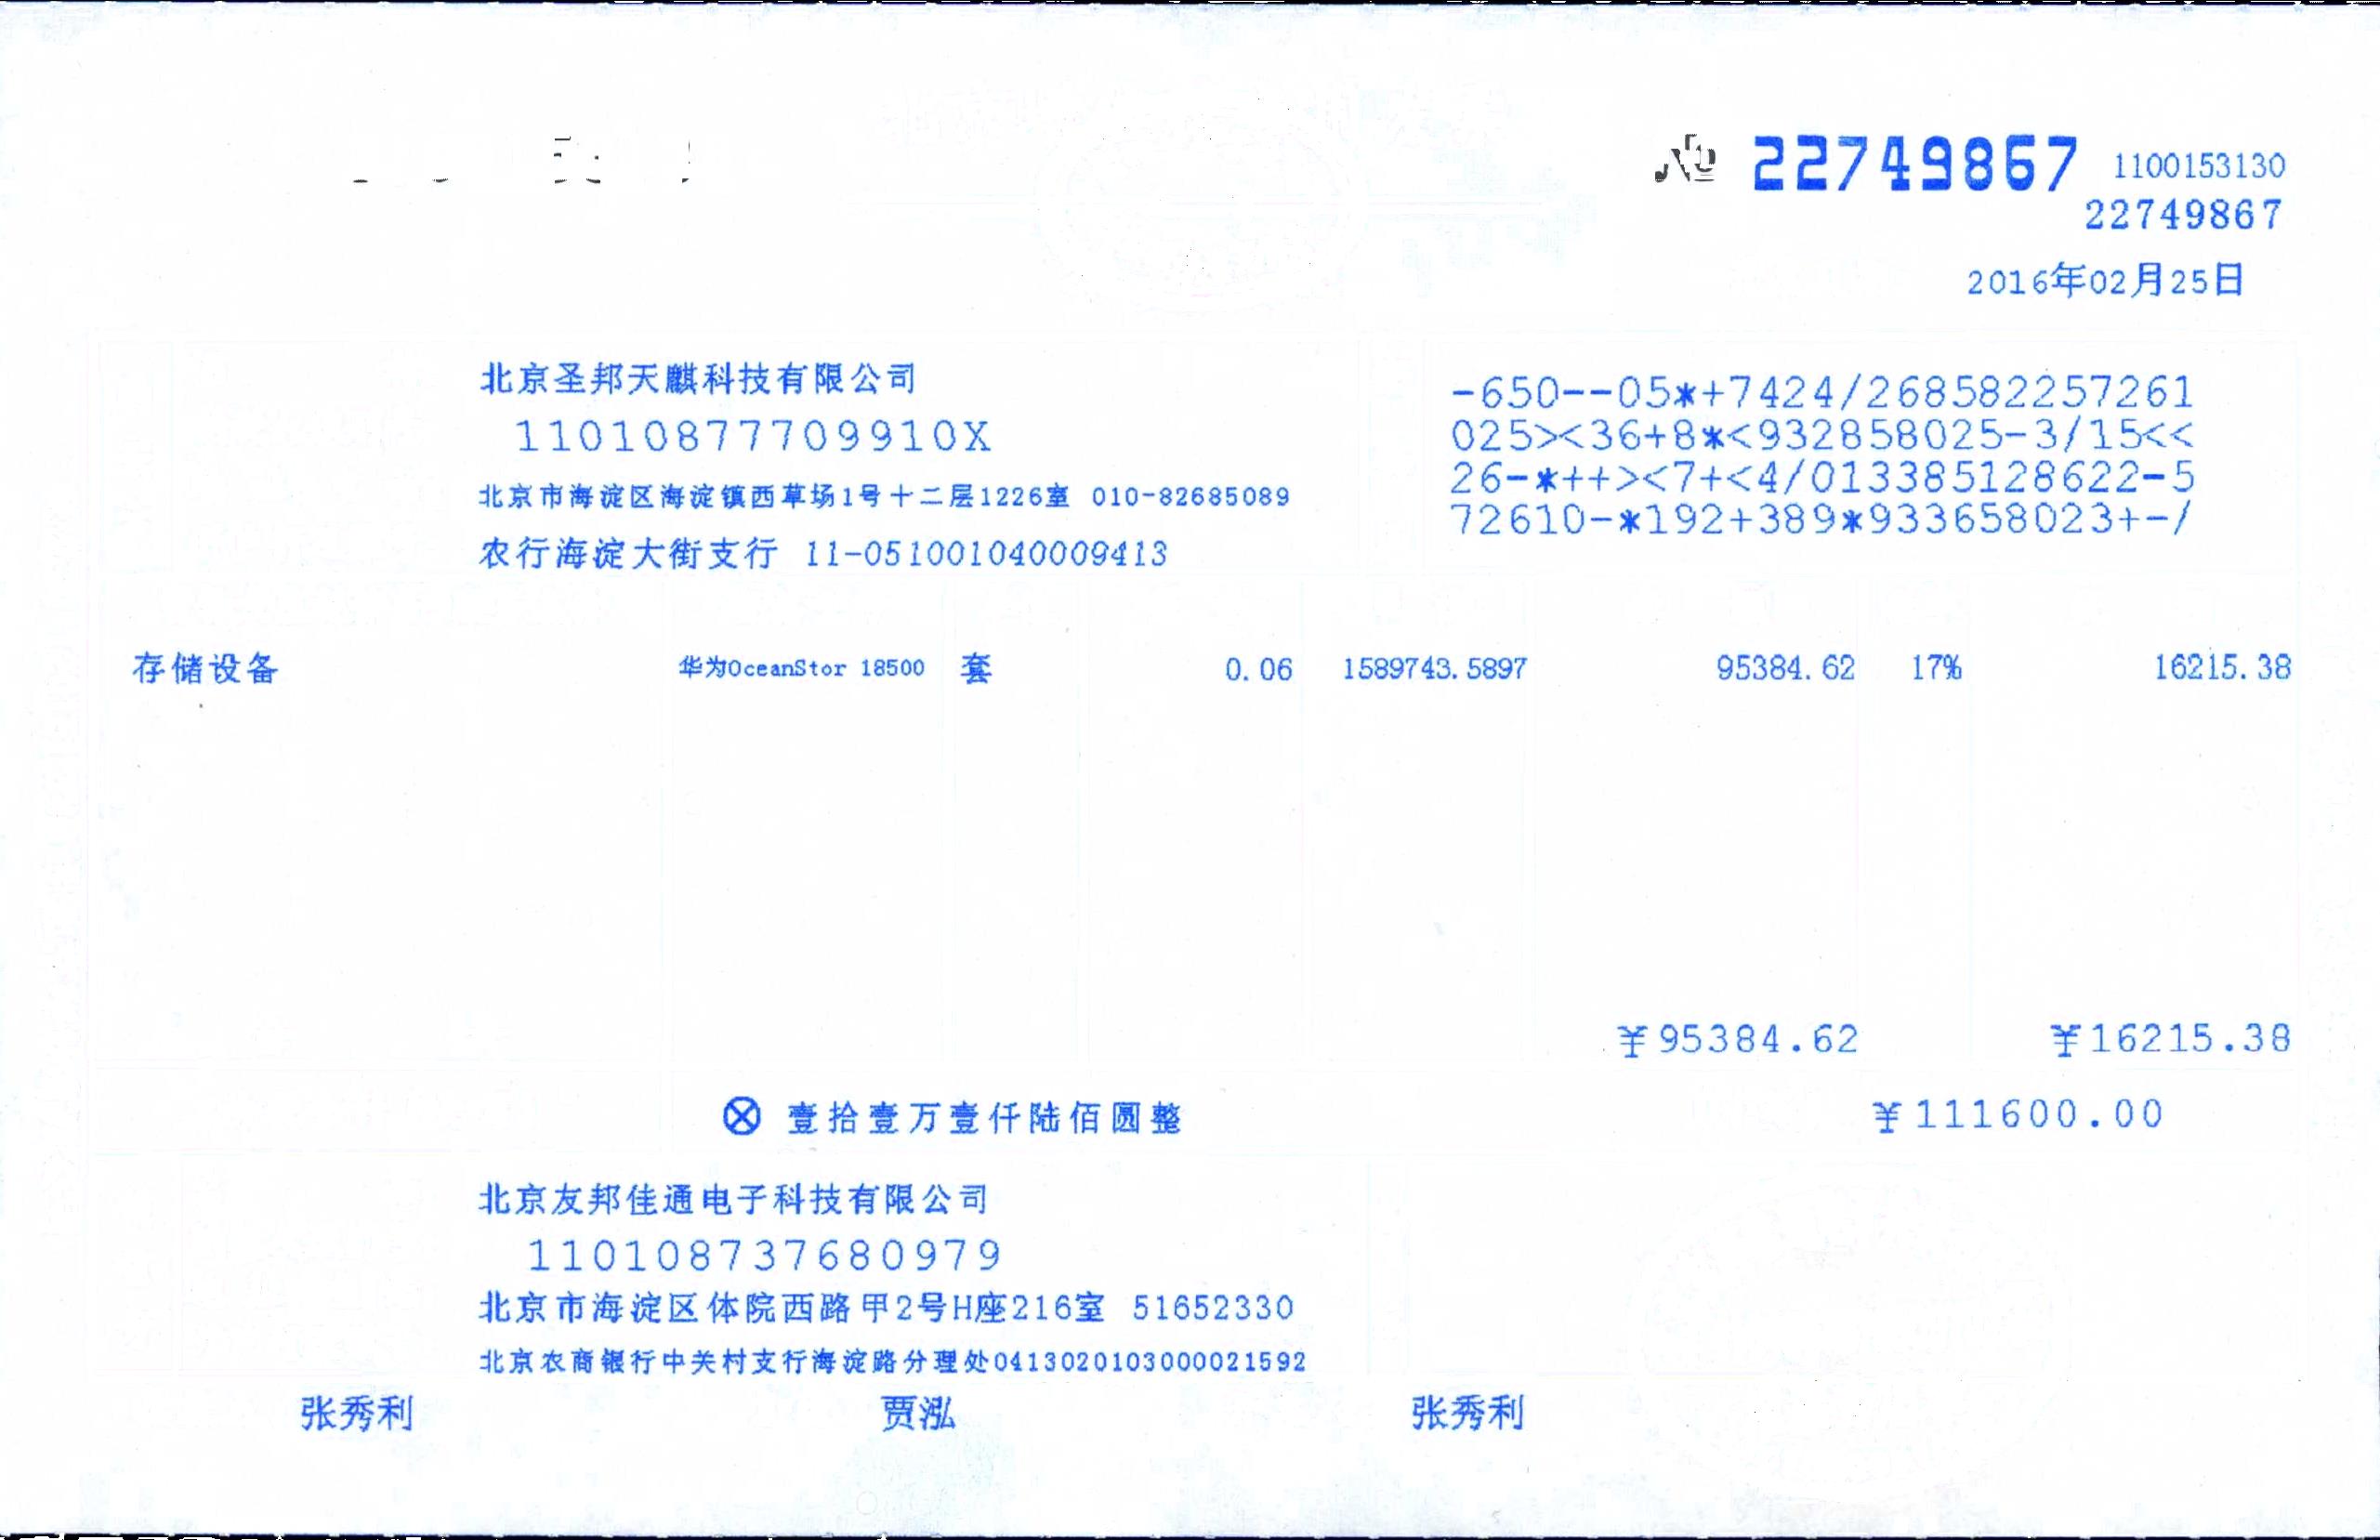 № 22749867 1100153130
22749867
2016年02月25日
北京圣邦天麒科技有限公司
11010877709910X
北京市海淀区海淀镇西草场1号十二层1226室 010-82685089
农行海淀大街支行 11-051001040009413
-650--05*+7424/268582257261
025><36+8*<932858025-3/15<<
26-*++><7+<4/013385128622-5
72610-*192+389*933658023+-/
存储设备 华为OceanStor 18500 套 0.06 1589743.5897 95384.62 17% 16215.38
¥95384.62 ¥16215.38
ⓧ 壹拾壹万壹仟陆佰圆整 ¥111600.00
北京友邦佳通电子科技有限公司
110108737680979
北京市海淀区体院西路甲2号H座216室 51652330
北京农商银行中关村支行海淀路分理处0413020103000021592
张秀利 贾泓 张秀利